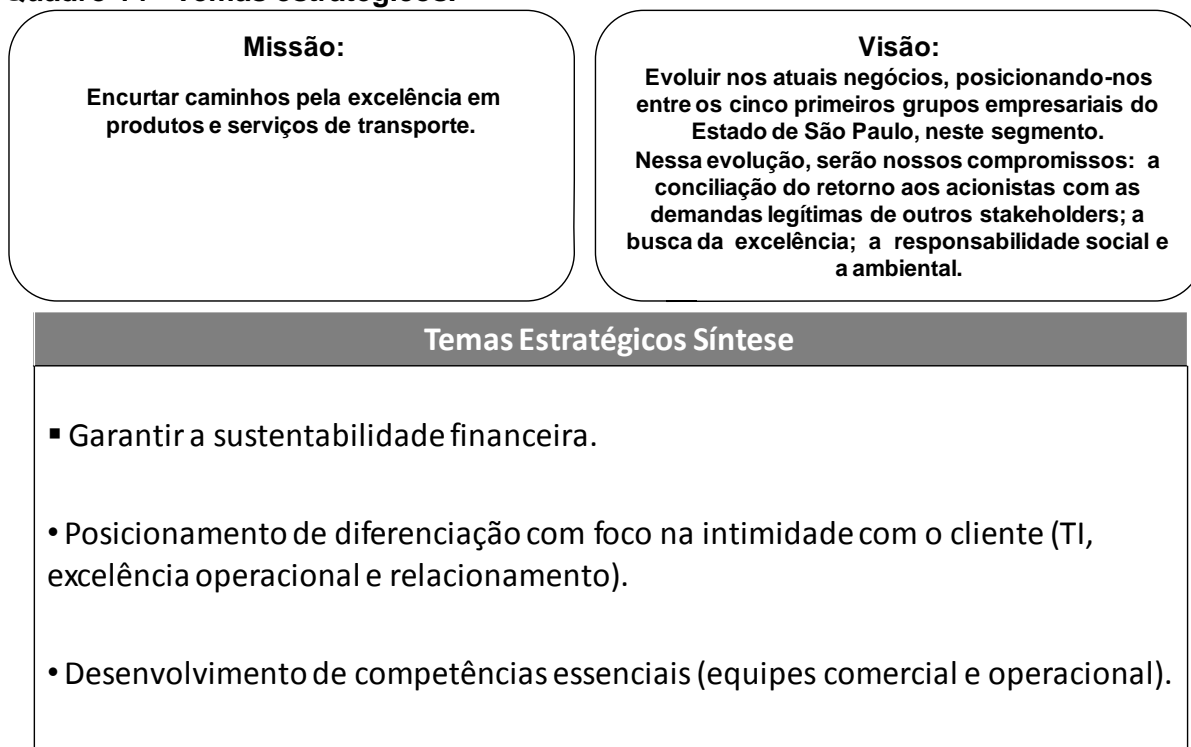 Temas estratégicos.
Missão:
Encurtar caminhos pela excelência em
produtos e serviços de transporte.
Visão:
Evoluir nos atuais negócios, posicionando-nos
entre os cinco primeiros grupos empresariais do
Estado de São Paulo, neste segmento.
Nessa evolução, serão nossos compromissos: a
conciliação do retorno aos acionistas com as
demandas legítimas de outros stakeholders; a
busca da excelência; a responsabilidade social e
a ambiental.
Temas Estratégicos Síntese
▪ Garantir a sustentabilidade financeira.
• Posicionamento de diferenciação com foco na intimidade com o cliente (TI,
excelência operacional e relacionamento).
• Desenvolvimento de competências essenciais (equipes comercial e operacional).